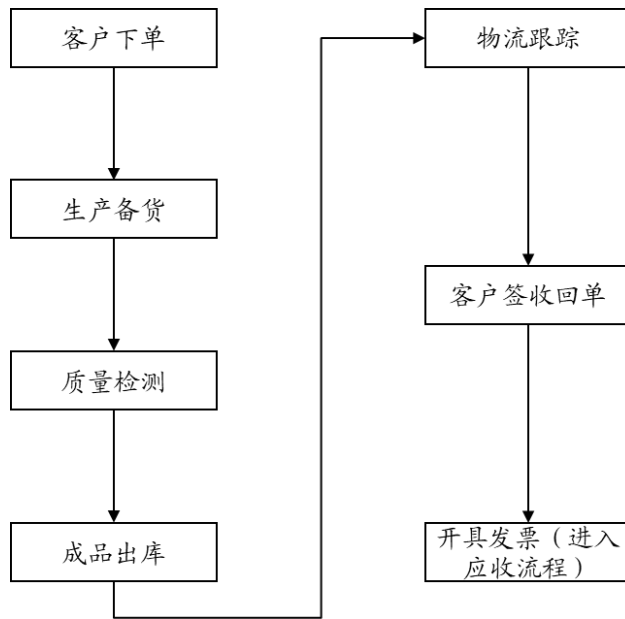 客户下单
生产备货
质量检测
成品出库
物流跟踪
客户签收回单
开具发票（进入
应收流程）